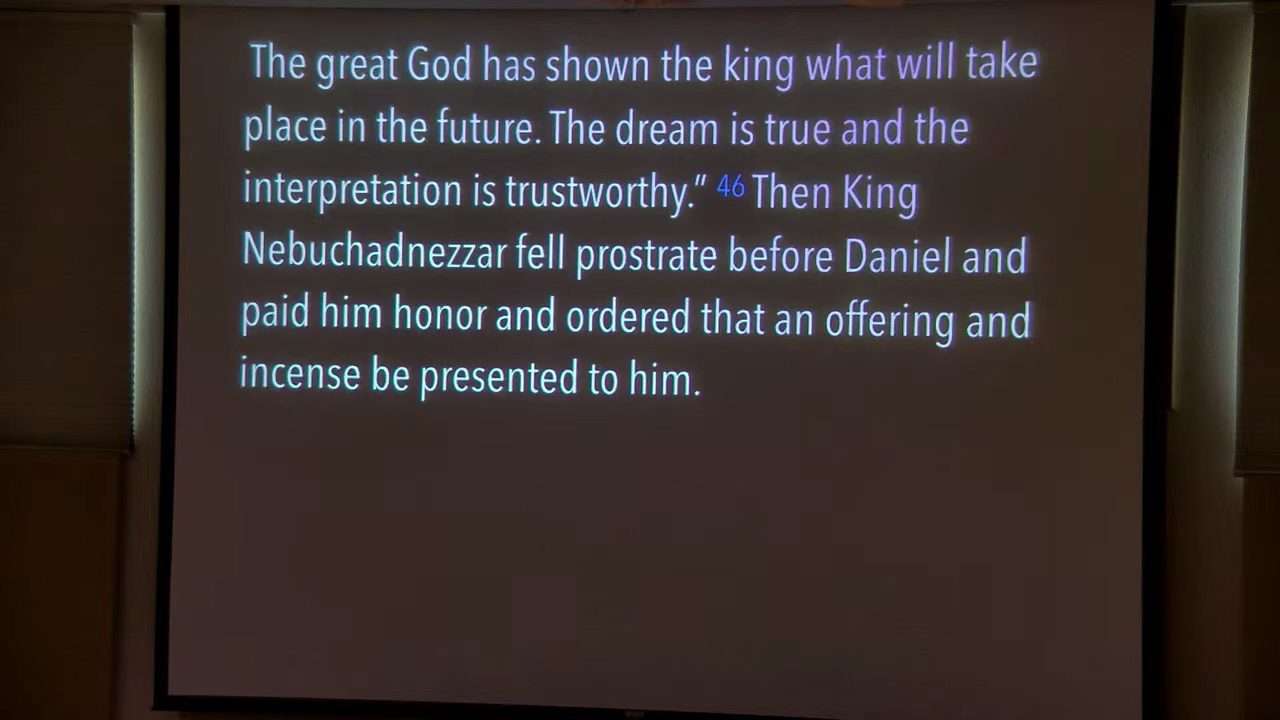 The great God has shown the king what will take
place in the future. The dream is true and the
interpretation is trustworthy.” 46 Then King
Nebuchadnezzar fell prostrate before Daniel and
paid him honor and ordered that an offering and
incense be presented to him.